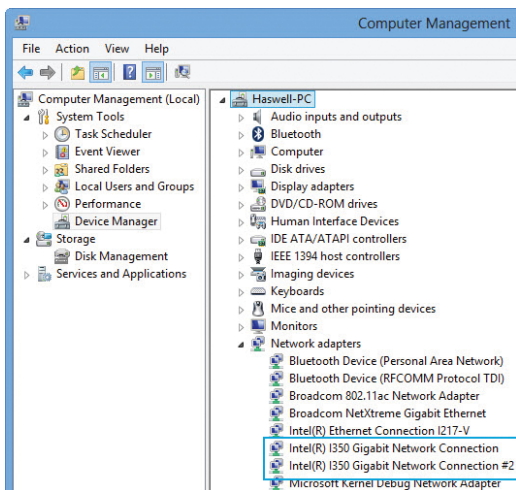 Computer Management
File Action View Help
Computer Management (Local)
System Tools
Task Scheduler
Event Viewer
Shared Folders
Local Users and Groups
Performance
Device Manager
Storage
Disk Management
Services and Applications
Haswell-PC
Audio inputs and outputs
Bluetooth
Computer
Disk drives
Display adapters
DVD/CD-ROM drives
Human Interface Devices
IDE ATA/ATAPI controllers
IEEE 1394 host controllers
Imaging devices
Keyboards
Mice and other pointing devices
Monitors
Network adapters
Bluetooth Device (Personal Area Network)
Bluetooth Device (RFCOMM Protocol TDI)
Broadcom 802.11ac Network Adapter
Broadcom NetXtreme Gigabit Ethernet
Intel(R) Ethernet Connection I217-V
Intel(R) I350 Gigabit Network Connection
Intel(R) I350 Gigabit Network Connection #2
Microsoft Kernel Debug Network Adapter